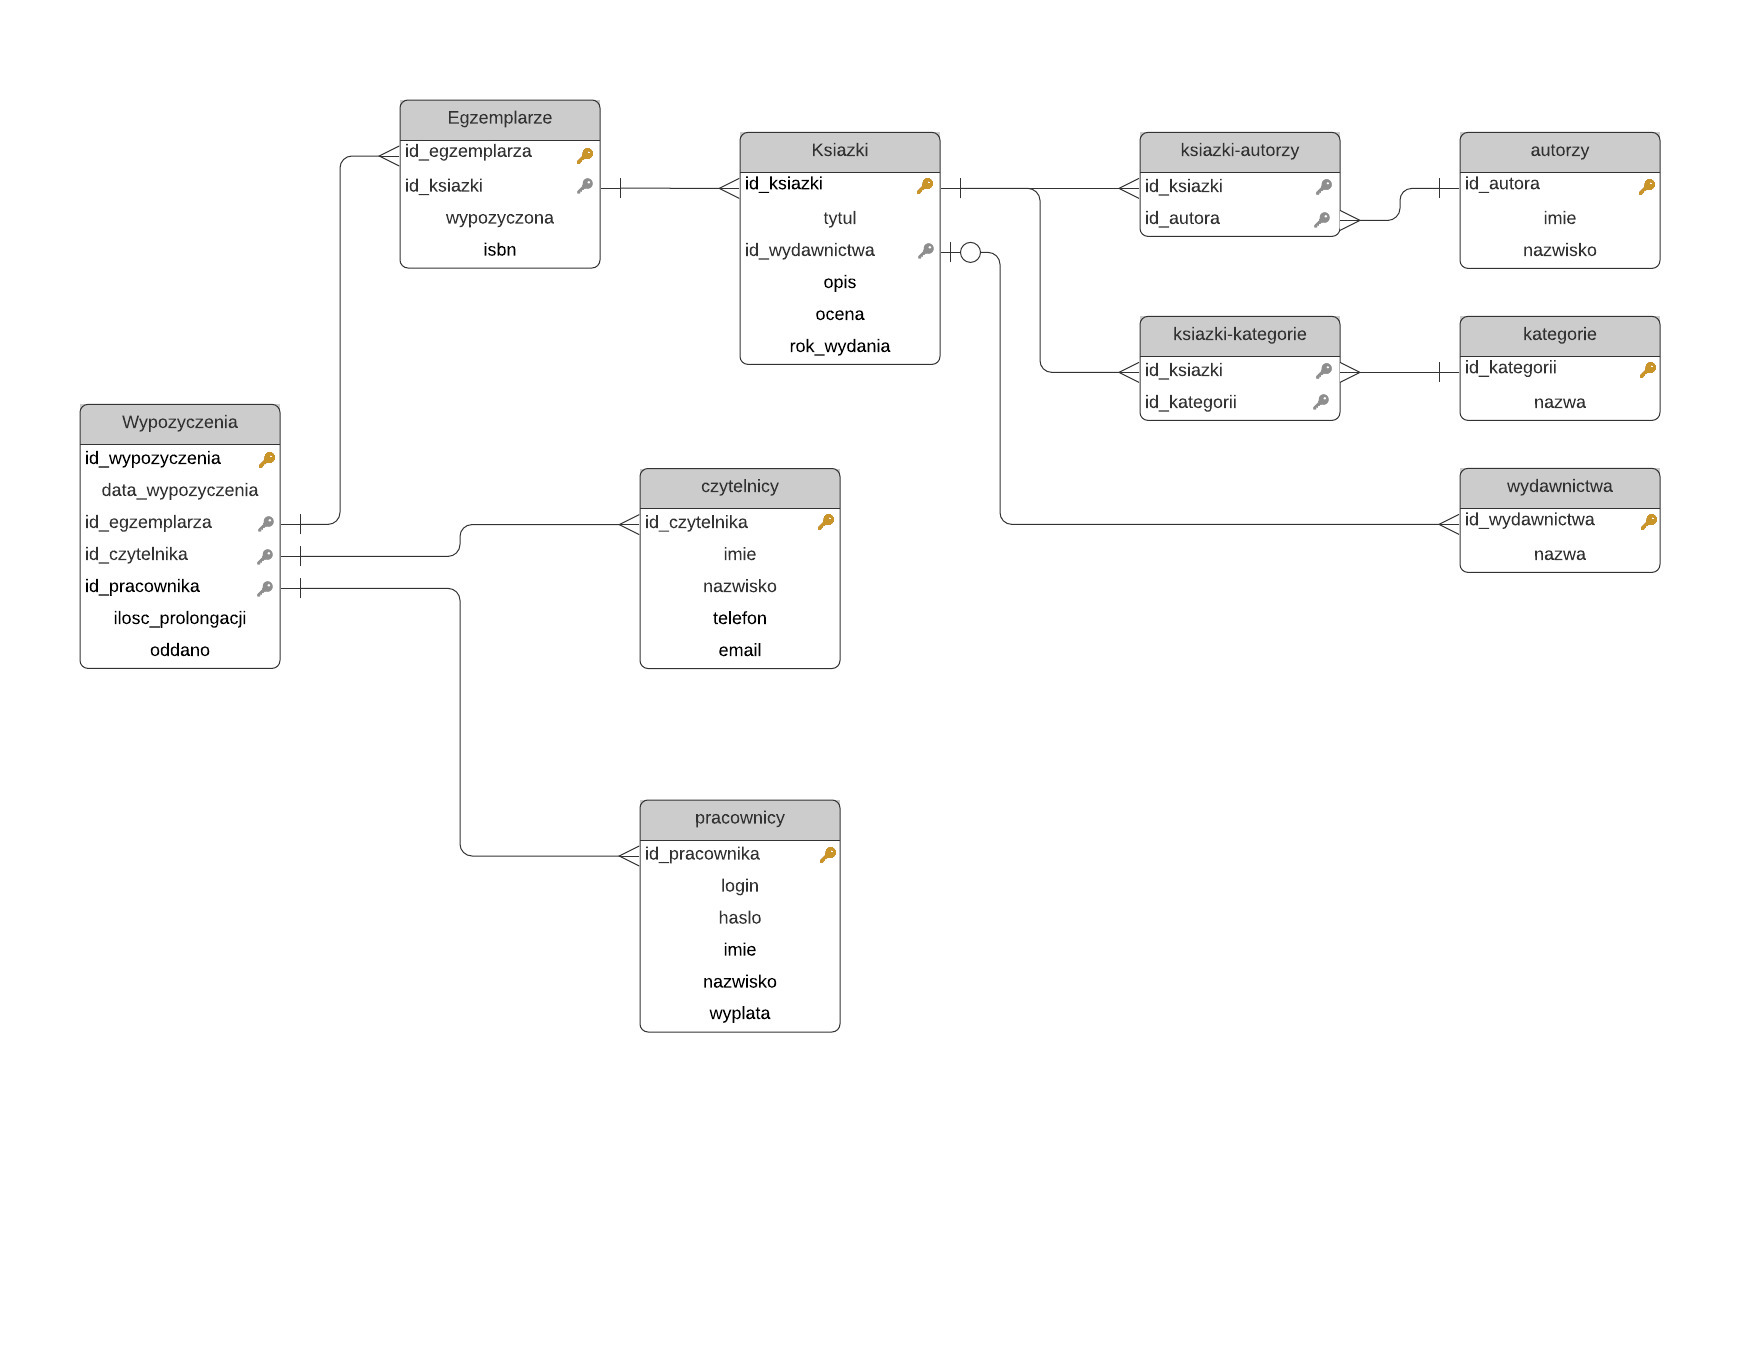 Egzemplarze
id_egzemplarza
id_ksiazki
wypozyczona
isbn
Ksiazki
id_ksiazki
tytul
id_wydawnictwa
opis
ocena
rok_wydania
ksiazki-autorzy
id_ksiazki
id_autora
autorzy
id_autora
imie
nazwisko
ksiazki-kategorie
id_ksiazki
id_kategorii
kategorie
id_kategorii
nazwa
Wypozyczenia
id_wypozyczenia
data_wypozyczenia
id_egzemplarza
id_czytelnika
id_pracownika
ilosc_prolongacji
oddano
czytelnicy
id_czytelnika
imie
nazwisko
telefon
email
wydawnictwa
id_wydawnictwa
nazwa
pracownicy
id_pracownika
login
haslo
imie
nazwisko
wyplata